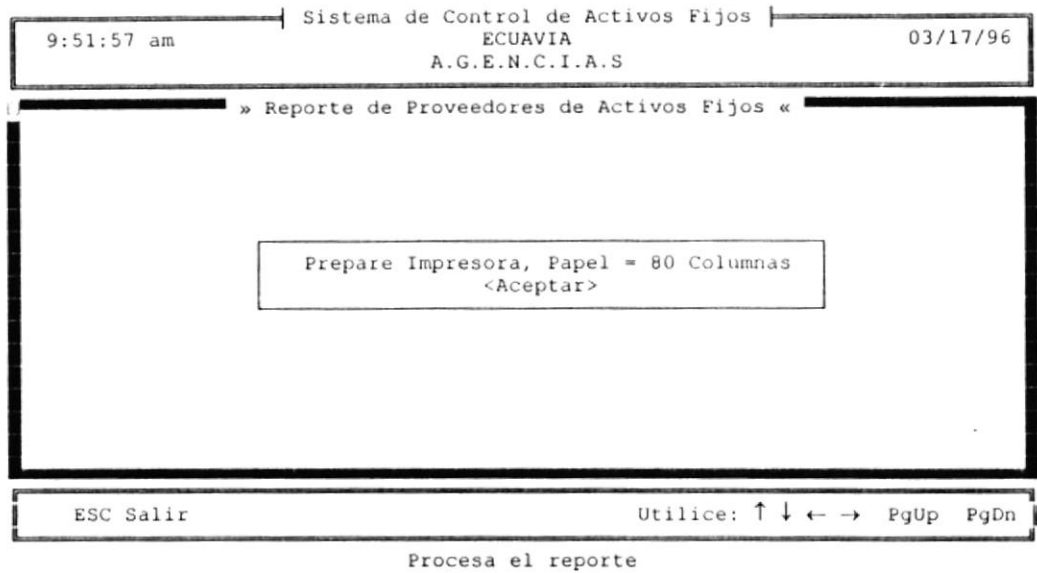 Sistema de Control de Activos Fijos
9:51:57 am ECUAVIA 03/17/96
A.G.E.N.C.I.A.S
» Reporte de Proveedores de Activos Fijos «
Prepare Impresora, Papel = 80 Columnas
<Aceptar>
ESC Salir Utilice: ↑ ↓ ← → PgUp PgDn
Procesa el reporte